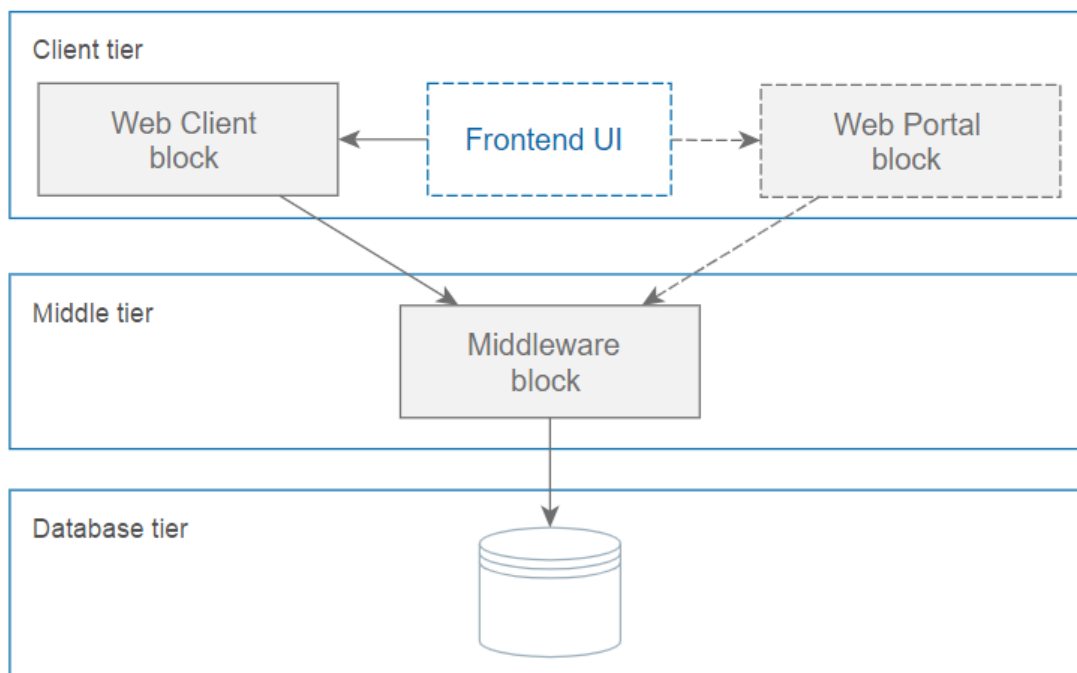 Client tier
Web Client
block
Frontend UI
Web Portal
block
Middle tier
Middleware
block
Database tier